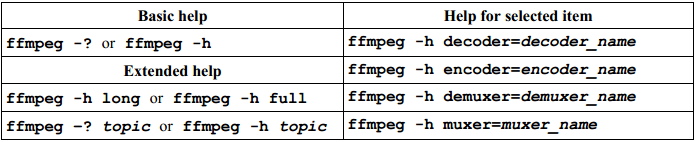 Basic help
ffmpeg -? or ffmpeg -h
Extended help
ffmpeg -h long or ffmpeg -h full
ffmpeg –? topic or ffmpeg -h topic
Help for selected item
ffmpeg -h decoder=decoder_name
ffmpeg -h encoder=encoder_name
ffmpeg -h demuxer=demuxer_name
ffmpeg -h muxer=muxer_name